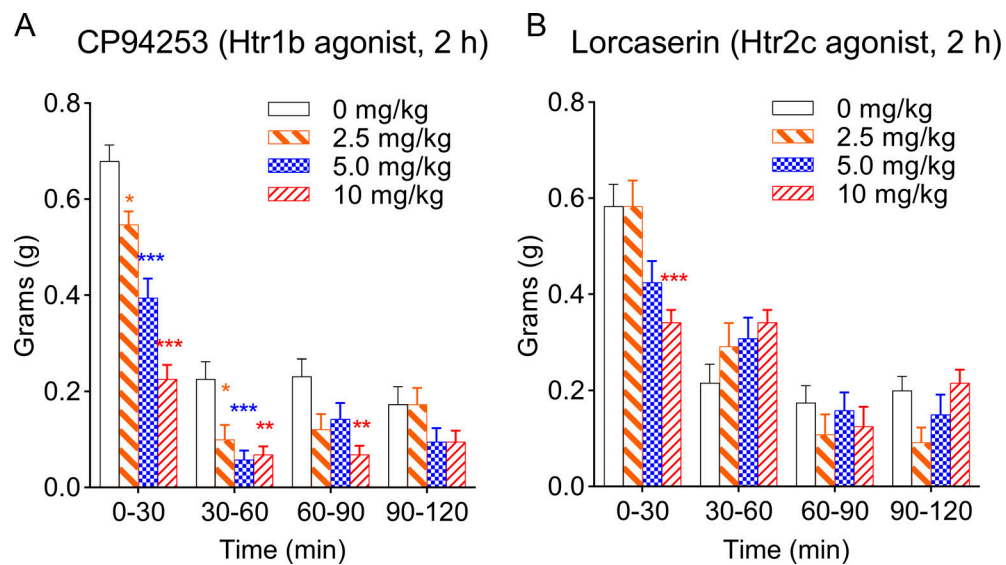 A
CP94253 (Htr1b agonist, 2 h)
0 mg/kg
2.5 mg/kg
5.0 mg/kg
10 mg/kg
Grams (g)
0.8
0.6
0.4
0.2
0.0
*
***
***
*
***
**
**
0-30 30-60 60-90 90-120
Time (min)
B
Lorcaserin (Htr2c agonist, 2 h)
0 mg/kg
2.5 mg/kg
5.0 mg/kg
10 mg/kg
Grams (g)
0.8
0.6
0.4
0.2
0.0
***
0-30 30-60 60-90 90-120
Time (min)